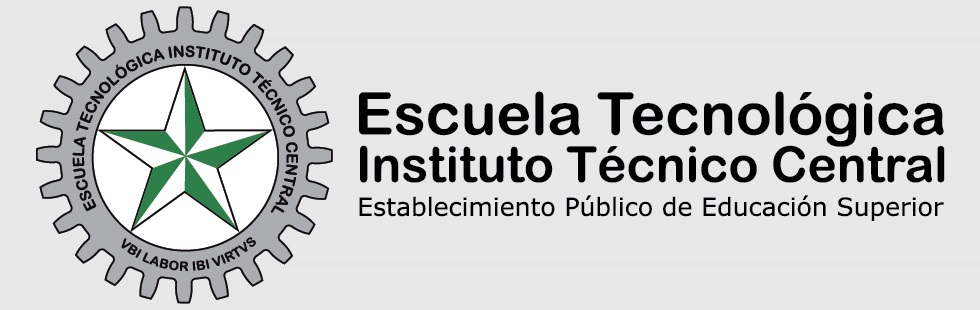 ESCUELA TECNOLÓGICA INSTITUTO TÉCNICO CENTRAL
VBI LABOR IBI VIRTVS
Escuela Tecnológica
Instituto Técnico Central
Establecimiento Público de Educación Superior